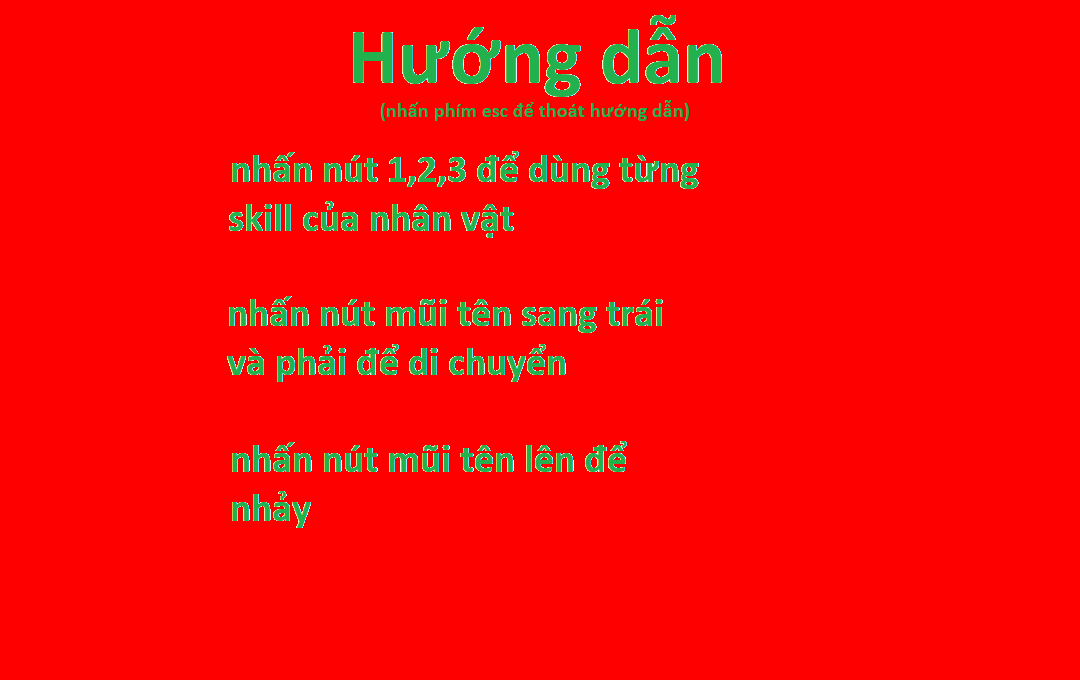 Hướng dẫn
(nhấn phím esc để thoát hướng dẫn)
nhấn nút 1,2,3 để dùng từng
skill của nhân vật
nhấn nút mũi tên sang trái
và phải để di chuyển
nhấn nút mũi tên lên để
nhảy